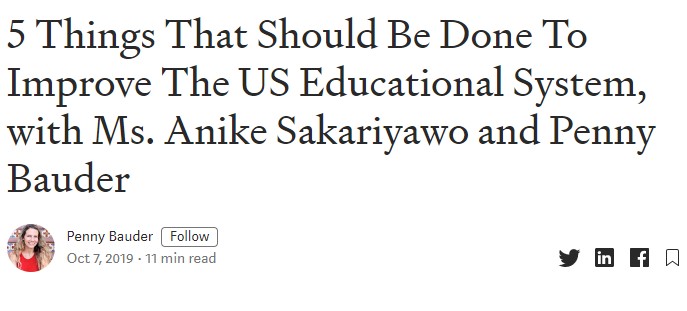 5 Things That Should Be Done To
Improve The US Educational System,
with Ms. Anike Sakariyawo and Penny
Bauder
Penny Bauder Follow
Oct 7, 2019 · 11 min read